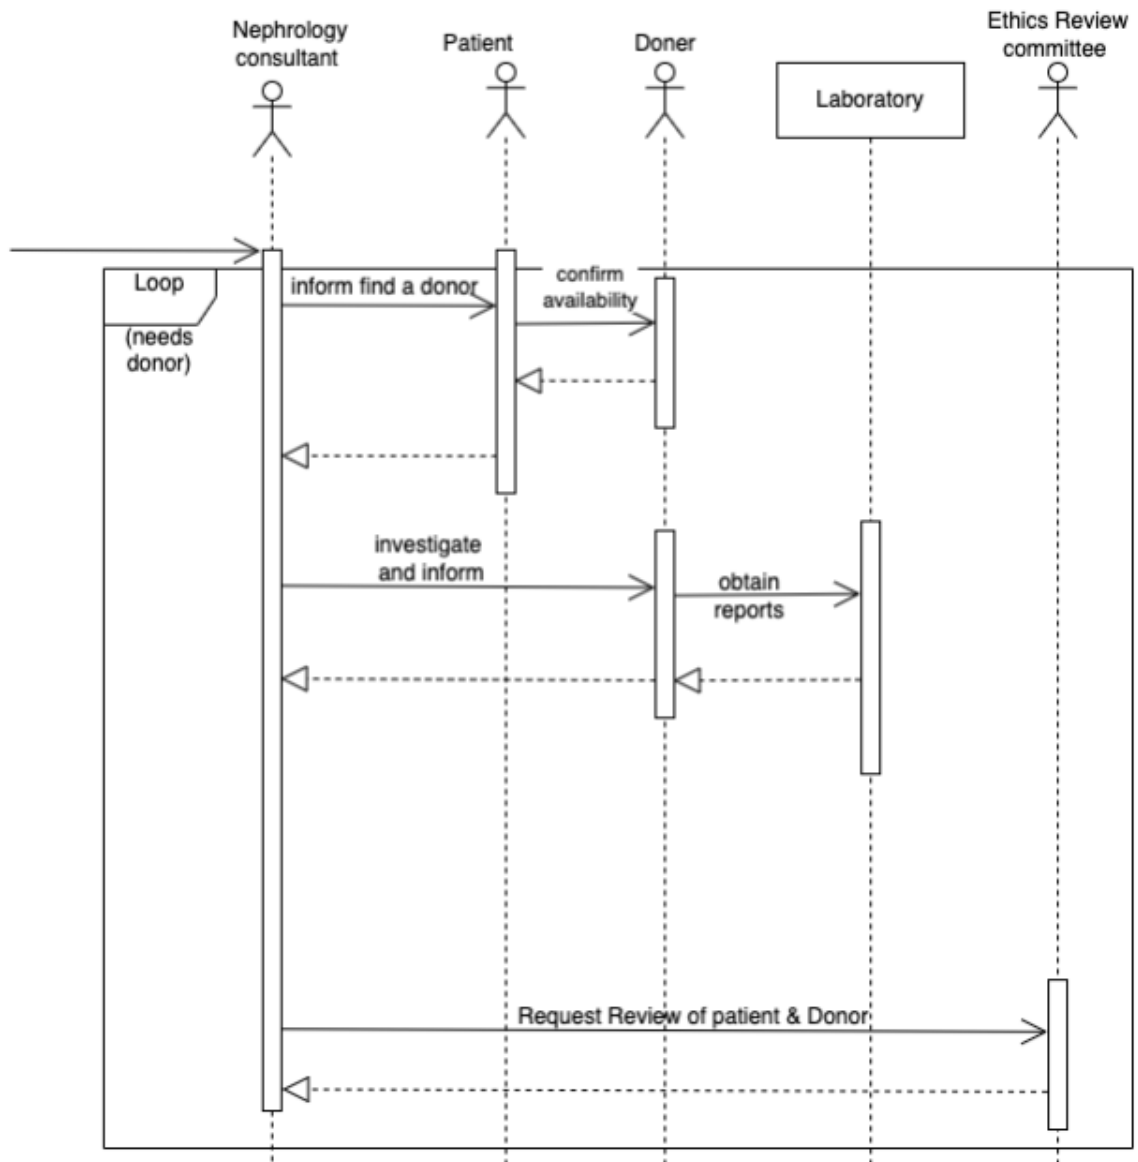 Nephrology
consultant
Patient
Doner
Laboratory
Ethics Review
committee
Loop
(needs
donor)
inform find a donor
confirm
availability
investigate
and inform
obtain
reports
Request Review of patient & Donor